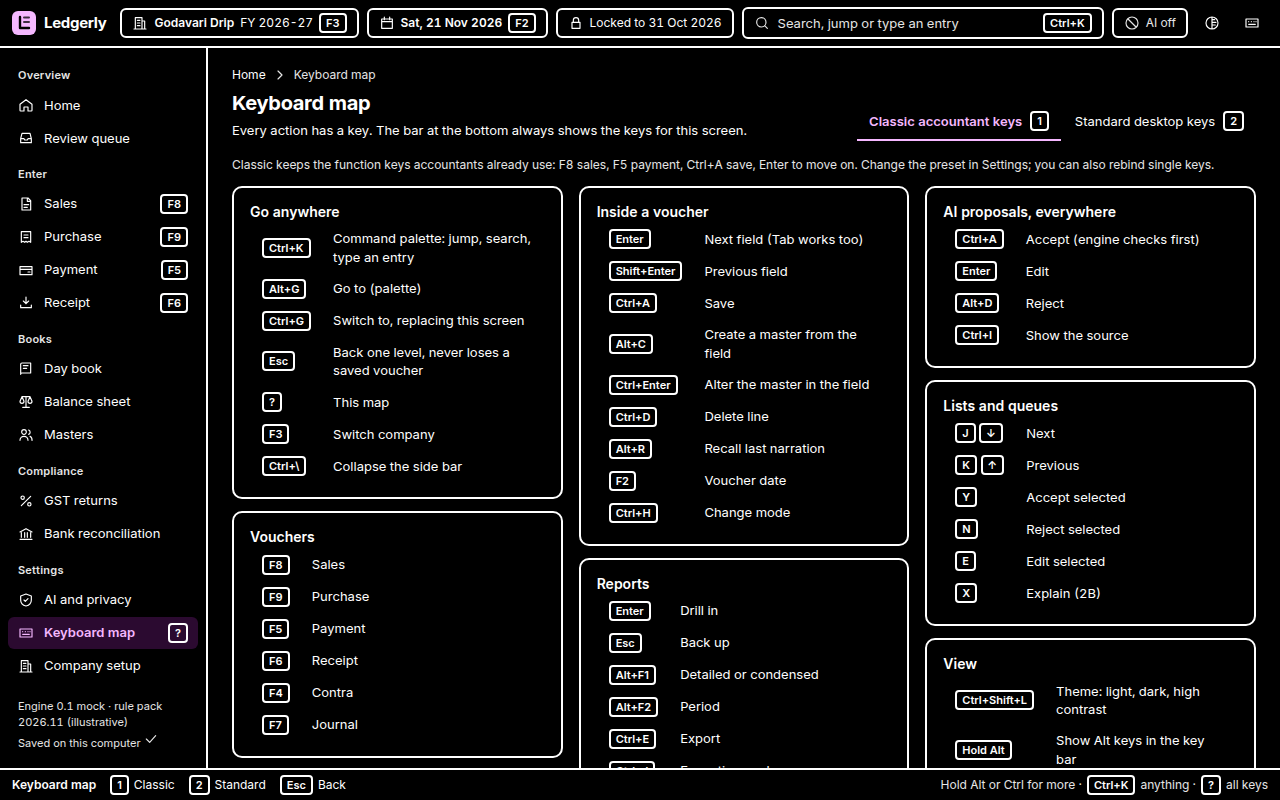 Ledgerly
Godavari Drip FY 2026-27 F3
Sat, 21 Nov 2026 F2
Locked to 31 Oct 2026
Search, jump or type an entry Ctrl+K
AI off
Overview
Home
Review queue
Enter
Sales F8
Purchase F9
Payment F5
Receipt F6
Books
Day book
Balance sheet
Masters
Compliance
GST returns
Bank reconciliation
Settings
AI and privacy
Keyboard map ?
Company setup
Engine 0.1 mock · rule pack
2026.11 (illustrative)
Saved on this computer
Home > Keyboard map
Keyboard map
Every action has a key. The bar at the bottom always shows the keys for this screen.
Classic accountant keys 1
Standard desktop keys 2
Classic keeps the function keys accountants already use: F8 sales, F5 payment, Ctrl+A save, Enter to move on. Change the preset in Settings; you can also rebind single keys.
Go anywhere
Ctrl+K Command palette: jump, search,
type an entry
Alt+G Go to (palette)
Ctrl+G Switch to, replacing this screen
Esc Back one level, never loses a
saved voucher
? This map
F3 Switch company
Ctrl+\ Collapse the side bar
Vouchers
F8 Sales
F9 Purchase
F5 Payment
F6 Receipt
F4 Contra
F7 Journal
Inside a voucher
Enter Next field (Tab works too)
Shift+Enter Previous field
Ctrl+A Save
Alt+C Create a master from the
field
Ctrl+Enter Alter the master in the field
Ctrl+D Delete line
Alt+R Recall last narration
F2 Voucher date
Ctrl+H Change mode
Reports
Enter Drill in
Esc Back up
Alt+F1 Detailed or condensed
Alt+F2 Period
Ctrl+E Export
AI proposals, everywhere
Ctrl+A Accept (engine checks first)
Enter Edit
Alt+D Reject
Ctrl+I Show the source
Lists and queues
J ↓ Next
K ↑ Previous
Y Accept selected
N Reject selected
E Edit selected
X Explain (2B)
View
Ctrl+Shift+L Theme: light, dark, high
contrast
Hold Alt Show Alt keys in the key
bar
Keyboard map 1 Classic 2 Standard Esc Back
Hold Alt or Ctrl for more · Ctrl+K anything · ? all keys